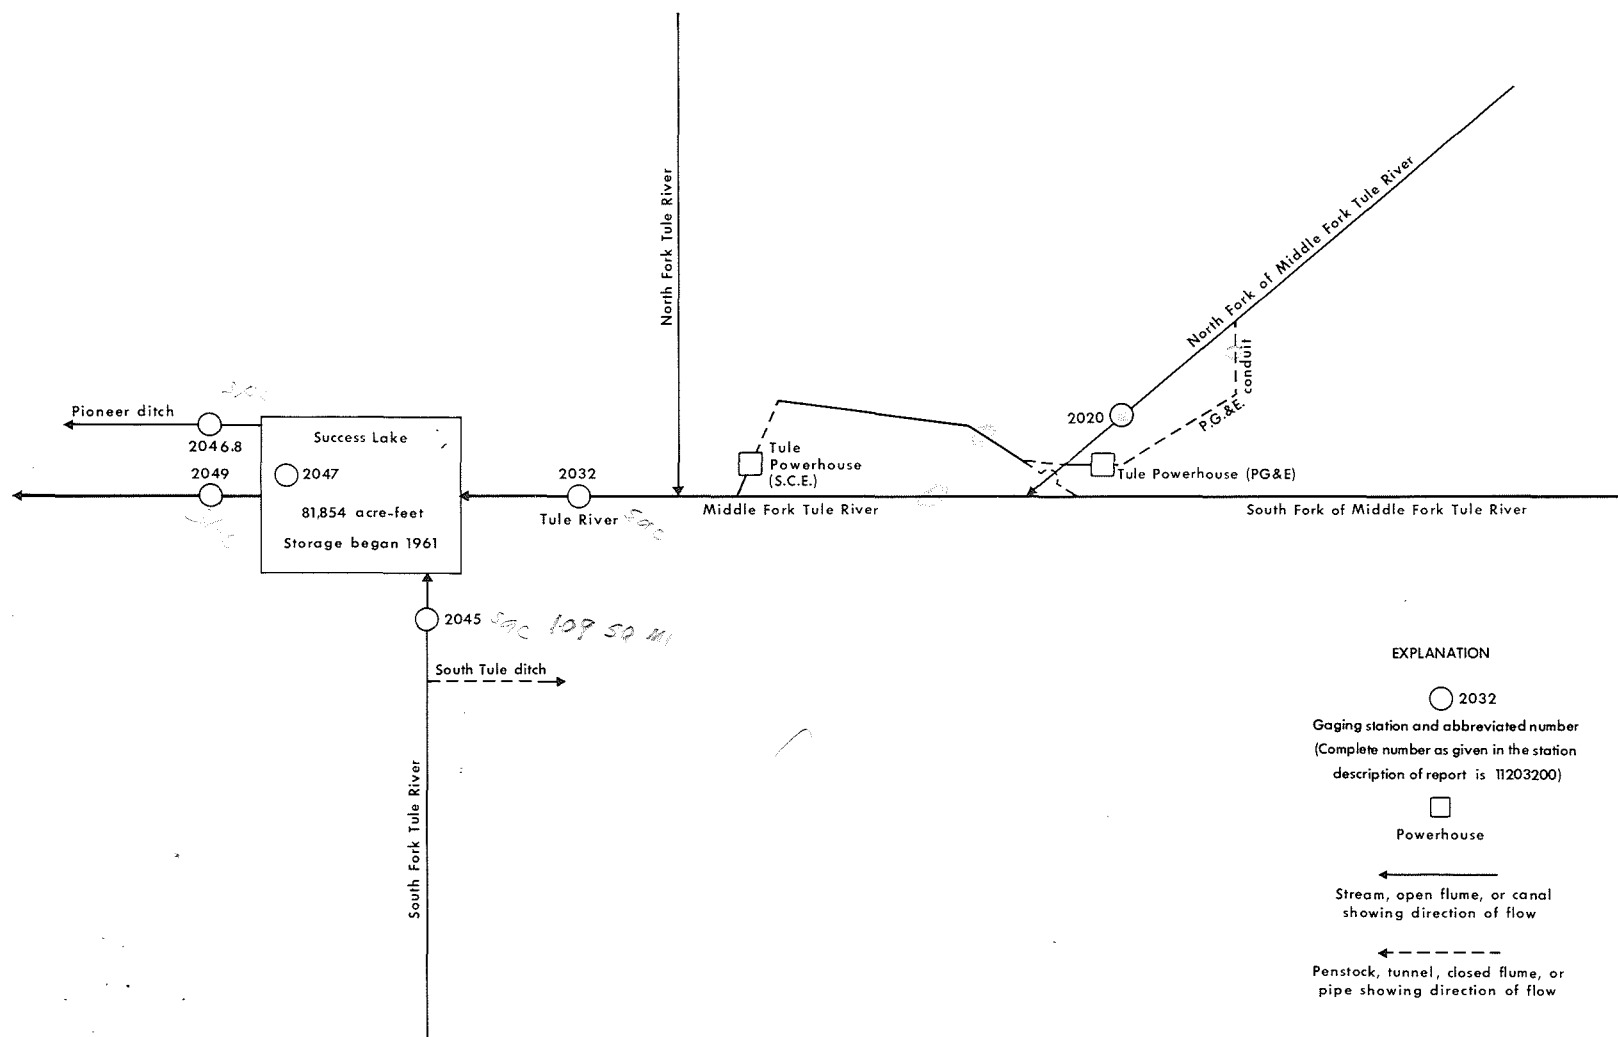 North Fork Tule River
North Fork of Middle Fork Tule River
P.G.&E. conduit
2020
Tule Powerhouse (PG&E)
Tule
Powerhouse
(S.C.E.)
Pioneer ditch
2046.8
Success Lake
2047
81,854 acre-feet
Storage began 1961
2049
2032
Tule River
Middle Fork Tule River
South Fork of Middle Fork Tule River
2045
109 SQ MI
South Tule ditch
South Fork Tule River
EXPLANATION
2032
Gaging station and abbreviated number
(Complete number as given in the station
description of report is 11203200)
Powerhouse
Stream, open flume, or canal
showing direction of flow
Penstock, tunnel, closed flume, or
pipe showing direction of flow